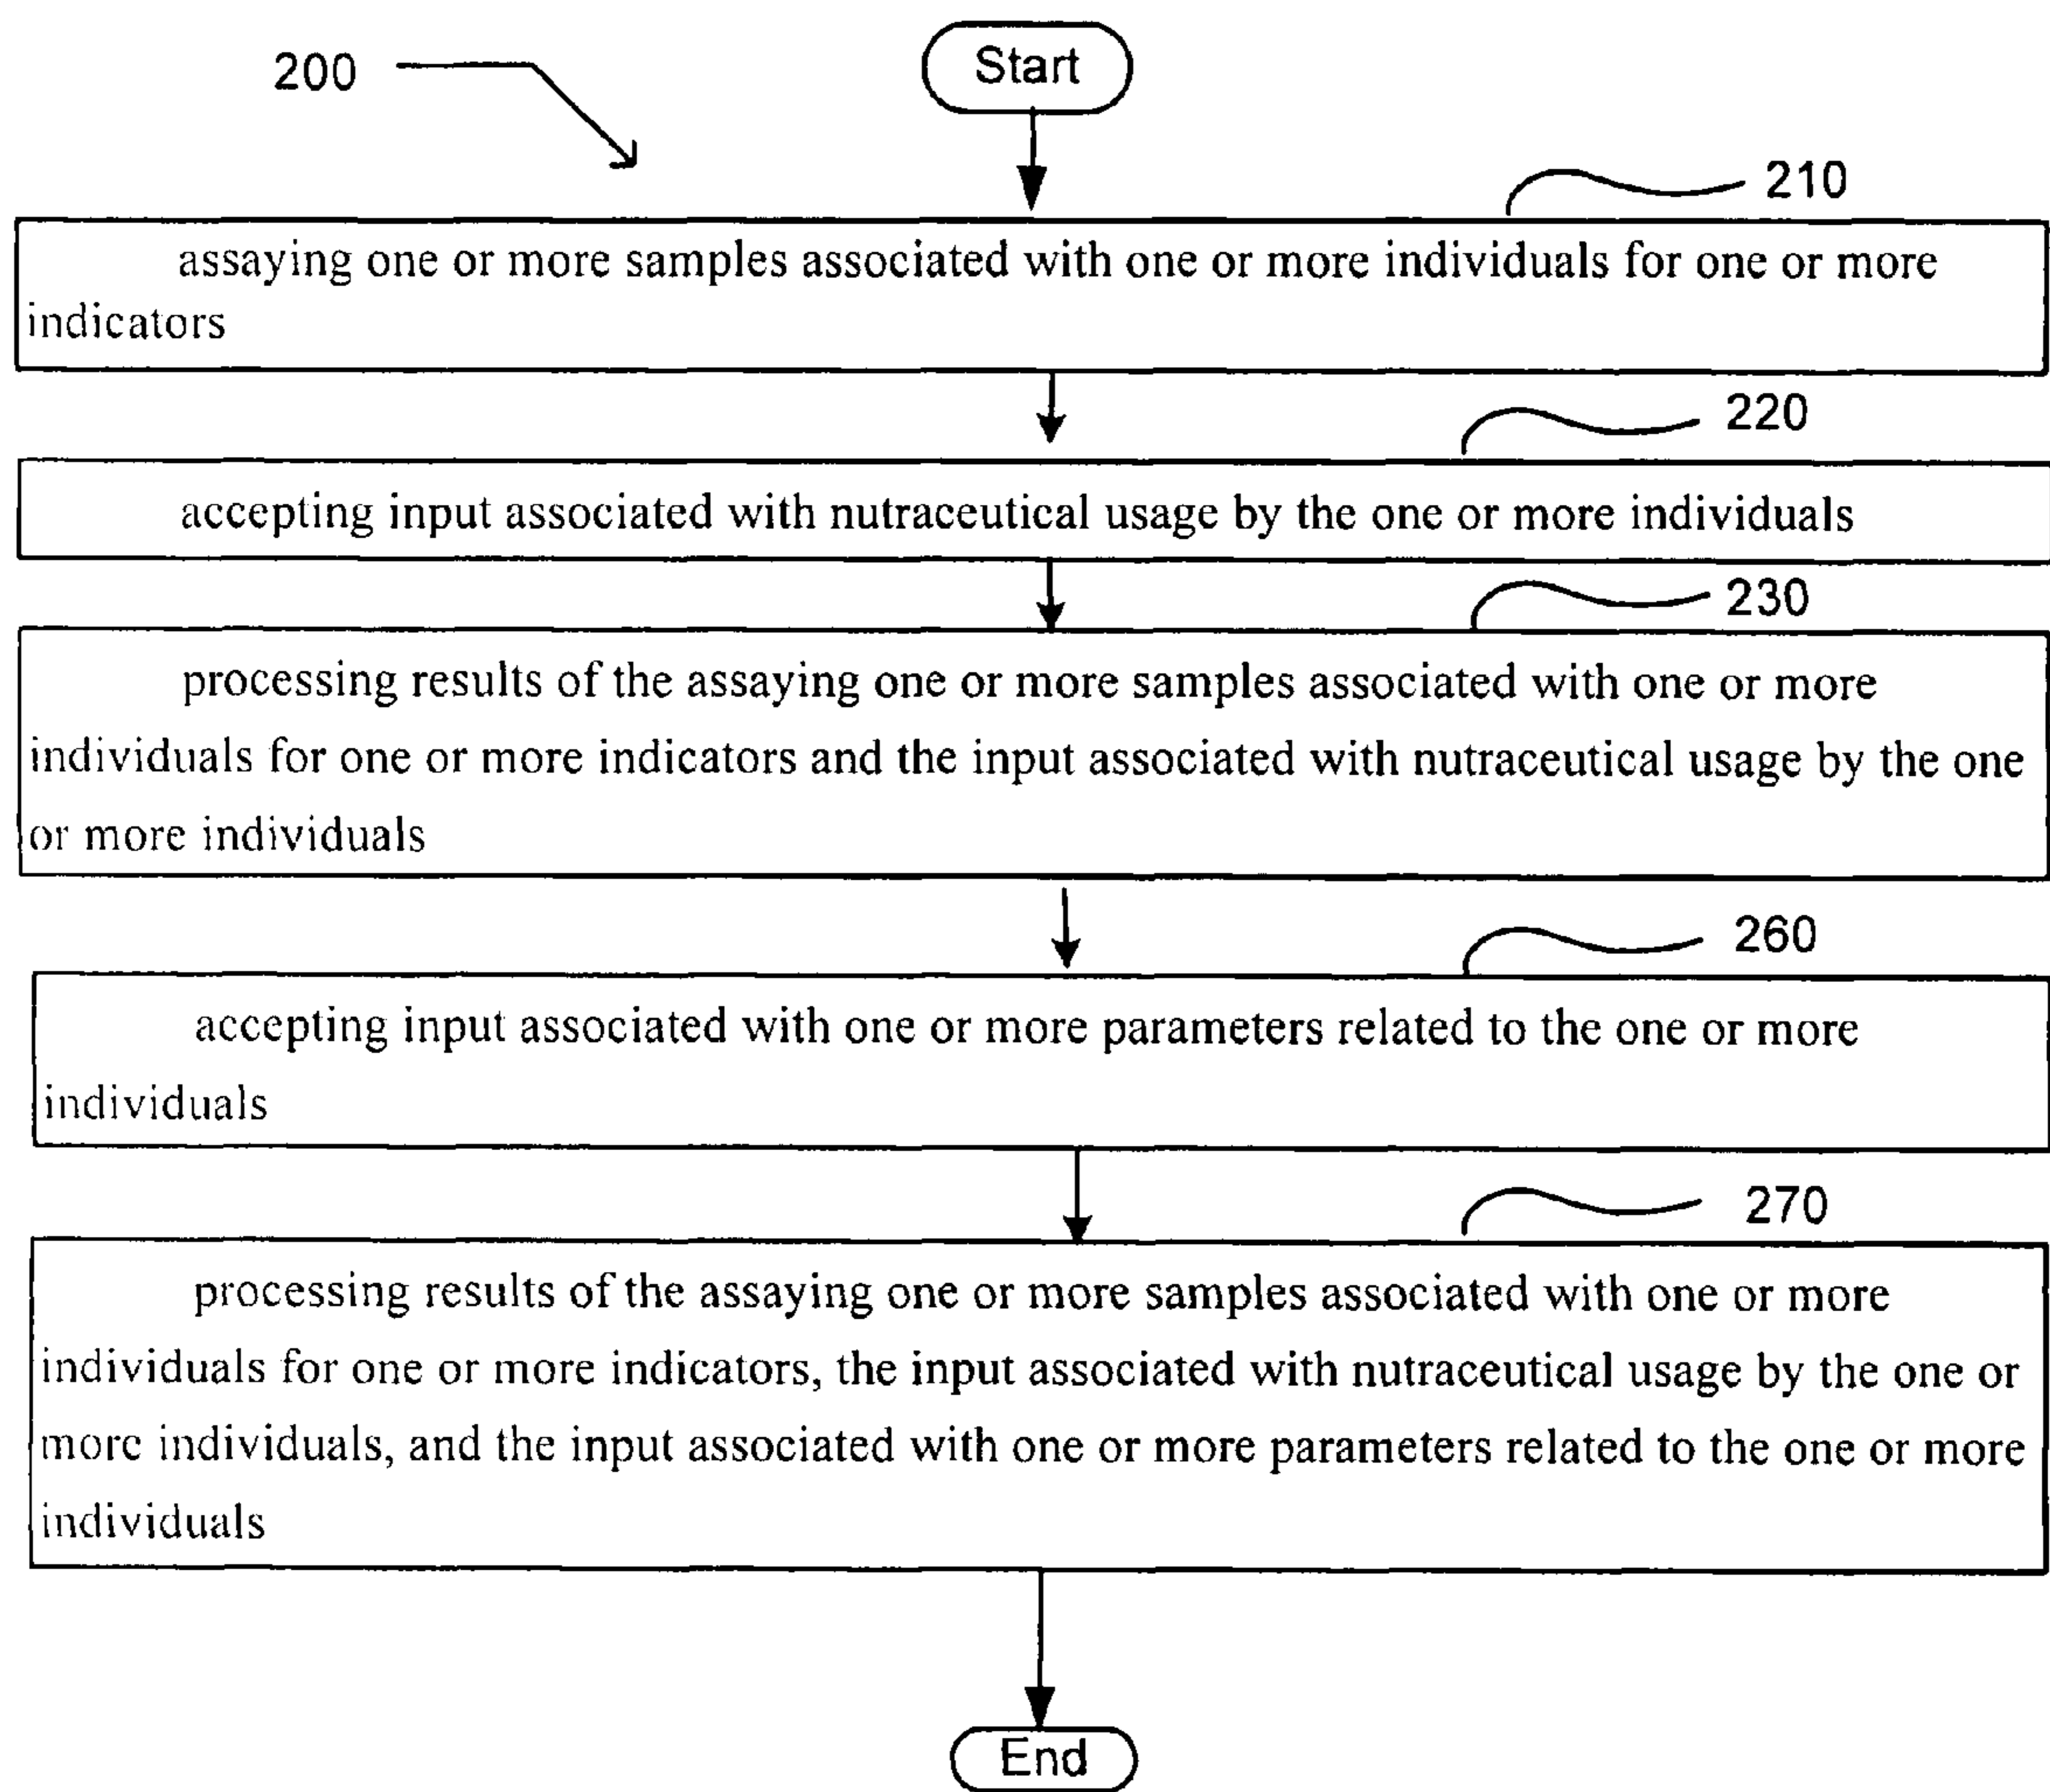 200
Start
210
assaying one or more samples associated with one or more individuals for one or more
indicators
220
accepting input associated with nutraceutical usage by the one or more individuals
230
processing results of the assaying one or more samples associated with one or more
individuals for one or more indicators and the input associated with nutraceutical usage by the one
or more individuals
260
accepting input associated with one or more parameters related to the one or more
individuals
270
processing results of the assaying one or more samples associated with one or more
individuals for one or more indicators, the input associated with nutraceutical usage by the one or
more individuals, and the input associated with one or more parameters related to the one or more
individuals
End